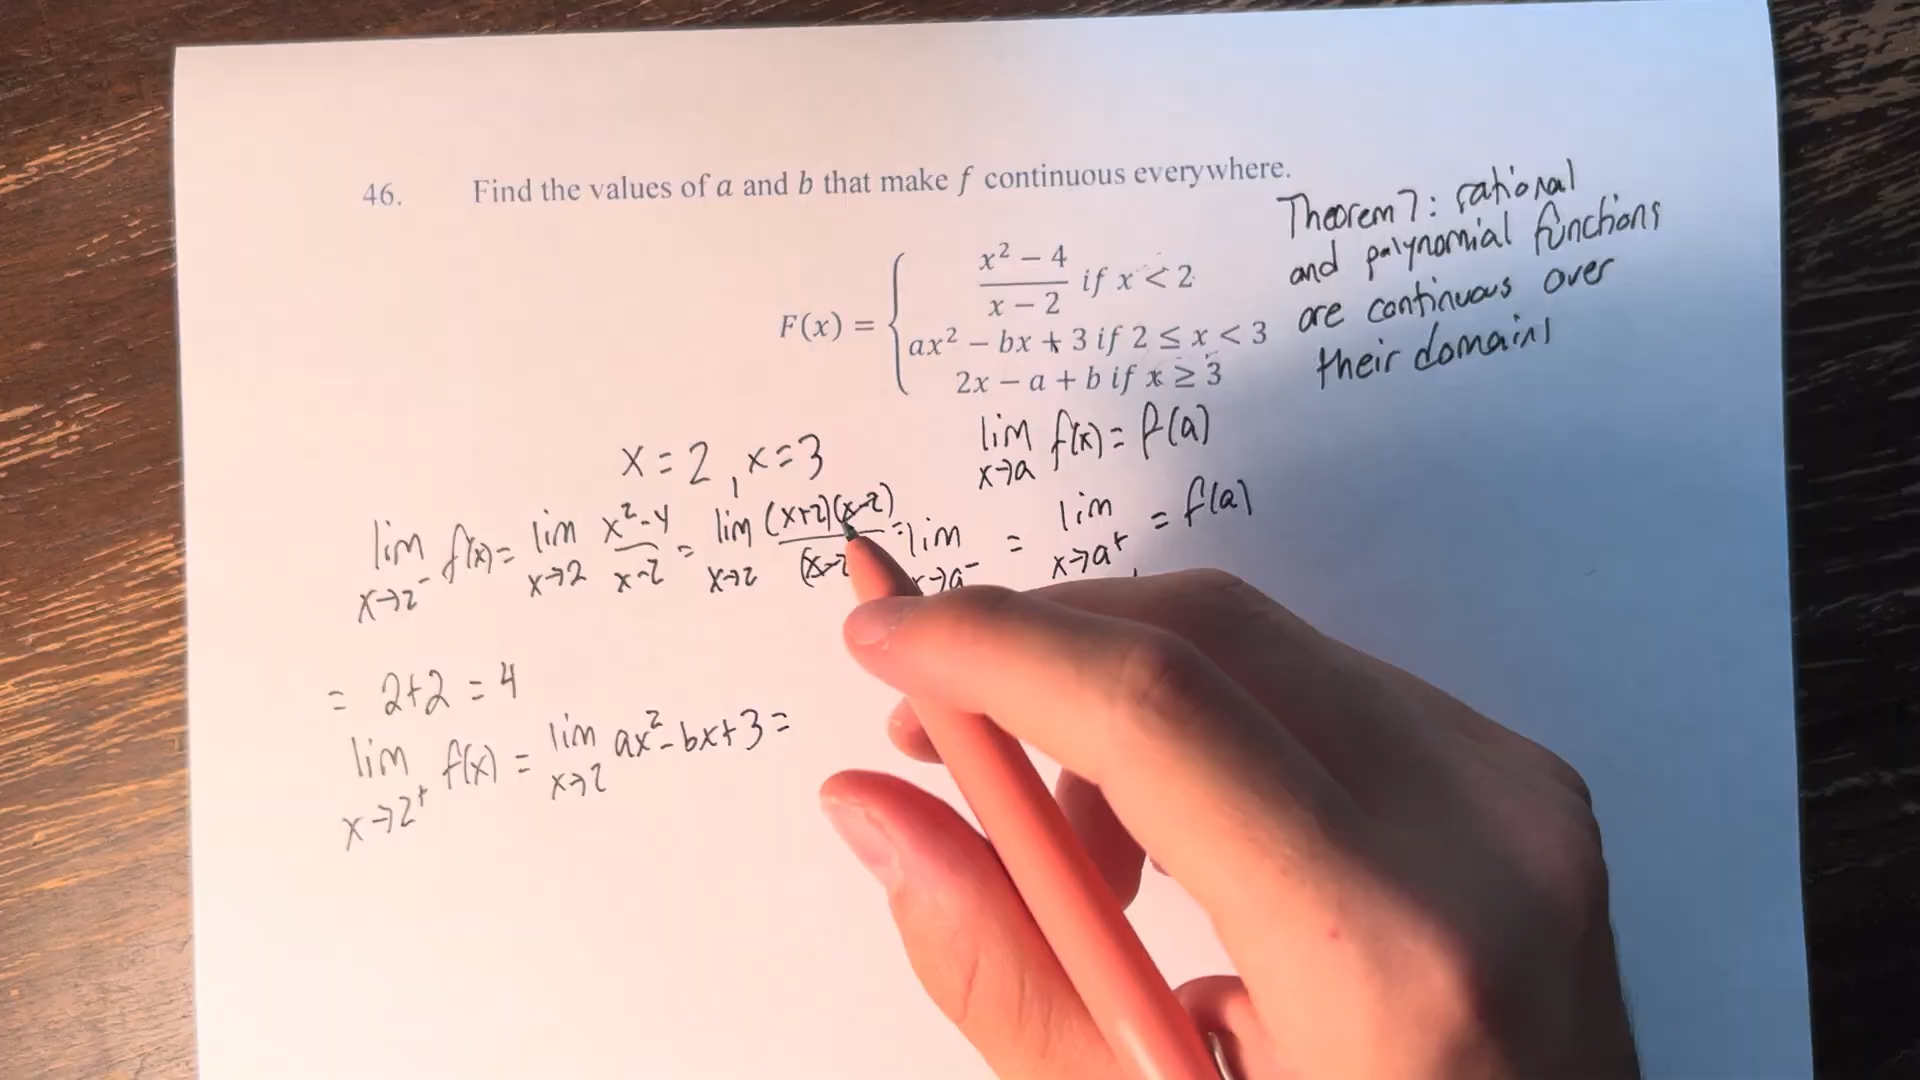 46. Find the values of a and b that make f continuous everywhere.
Theorem 7: rational
and polynomial functions
are continuous over
their domains
F(x) = { x² − 4 / x − 2 if x < 2
ax² − bx + 3 if 2 ≤ x < 3
2x − a + b if x ≥ 3
x = 2, x = 3
lim x→a f(x) = f(a)
lim x→2⁻ f(x) = lim x→2 x²-4 / x-2 = lim x→2 (x+2)(x-2) / (x-2 =
lim x→a⁻ = lim x→a⁺ = f(a)
= 2+2 = 4
lim x→2⁺ f(x) = lim x→2 ax² - bx + 3 =